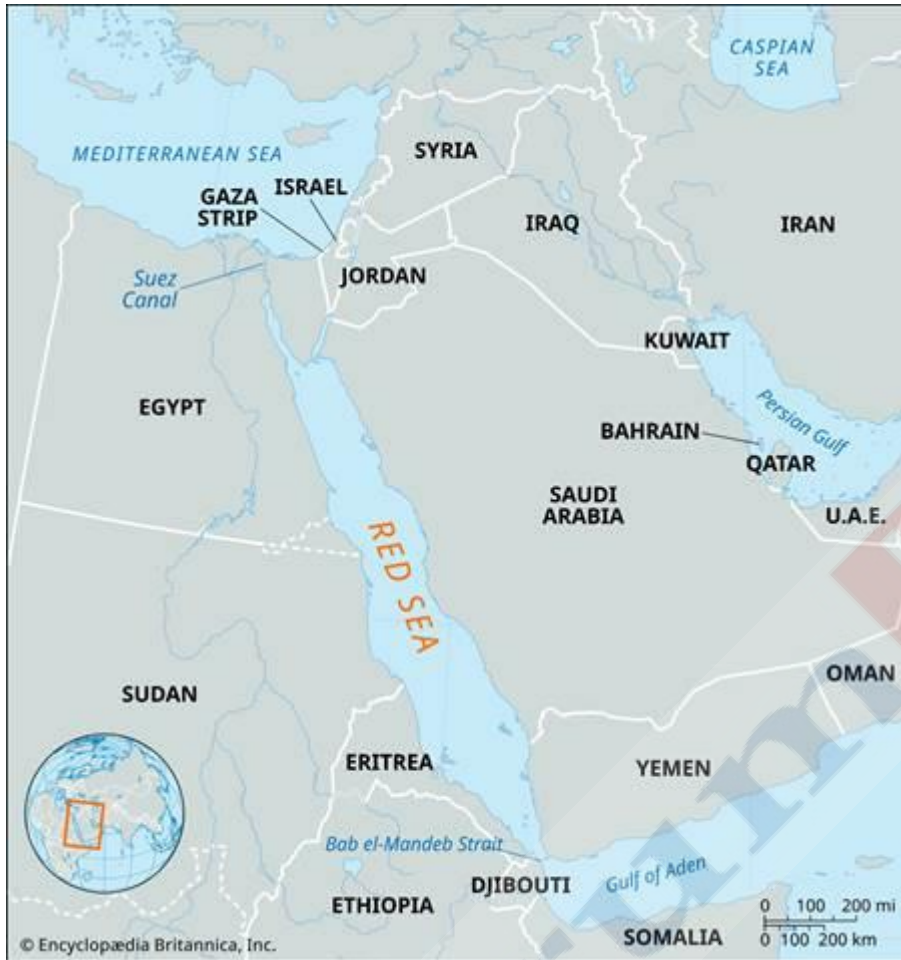 CASPIAN
SEA
MEDITERRANEAN SEA
SYRIA
ISRAEL
GAZA
STRIP
IRAQ
IRAN
Suez
Canal
JORDAN
KUWAIT
EGYPT
Persian Gulf
BAHRAIN
QATAR
SAUDI
ARABIA
U.A.E.
RED SEA
OMAN
SUDAN
ERITREA
YEMEN
Bab el-Mandeb Strait
DJIBOUTI
Gulf of Aden
ETHIOPIA
0 100 200 mi
0 100 200 km
SOMALIA
© Encyclopædia Britannica, Inc.
um